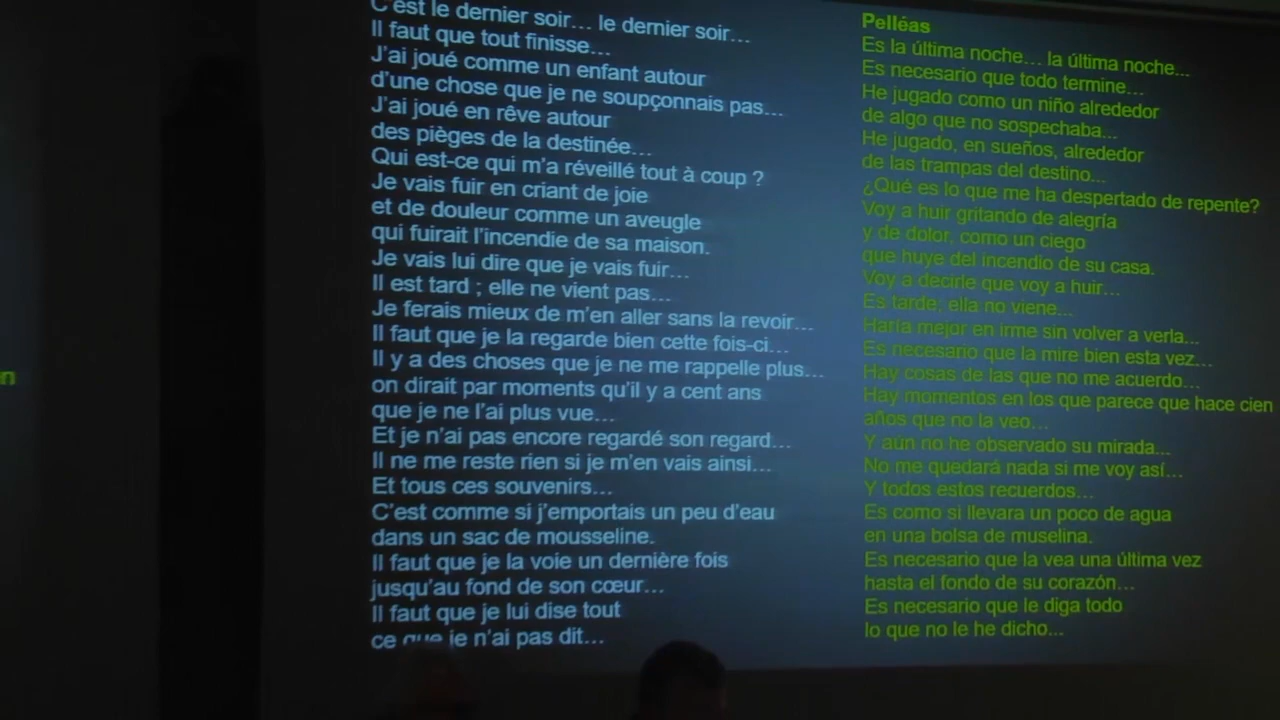 C'est le dernier soir... le dernier soir...
Il faut que tout finisse...
J'ai joué comme un enfant autour
d'une chose que je ne soupçonnais pas...
J'ai joué en rêve autour
des pièges de la destinée...
Qui est-ce qui m'a réveillé tout à coup ?
Je vais fuir en criant de joie
et de douleur comme un aveugle
qui fuirait l'incendie de sa maison.
Je vais lui dire que je vais fuir...
Il est tard ; elle ne vient pas...
Je ferais mieux de m'en aller sans la revoir...
Il faut que je la regarde bien cette fois-ci...
Il y a des choses que je ne me rappelle plus...
on dirait par moments qu'il y a cent ans
que je ne l'ai plus vue...
Et je n'ai pas encore regardé son regard...
Il ne me reste rien si je m'en vais ainsi...
Et tous ces souvenirs...
C'est comme si j'emportais un peu d'eau
dans un sac de mousseline.
Il faut que je la voie un dernière fois
jusqu'au fond de son cœur...
Il faut que je lui dise tout
ce que je n'ai pas dit...
Pelléas
Es la última noche... la última noche...
Es necesario que todo termine...
He jugado como un niño alrededor
de algo que no sospechaba...
He jugado, en sueños, alrededor
de las trampas del destino...
¿Qué es lo que me ha despertado de repente?
Voy a huir gritando de alegría
y de dolor, como un ciego
que huye del incendio de su casa.
Voy a decirle que voy a huir...
Es tarde; ella no viene...
Haría mejor en irme sin volver a verla...
Es necesario que la mire bien esta vez...
Hay cosas de las que no me acuerdo...
Hay momentos en los que parece que hace cien
años que no la veo...
Y aún no he observado su mirada...
No me quedará nada si me voy así...
Y todos estos recuerdos...
Es como si llevara un poco de agua
en una bolsa de muselina.
Es necesario que la vea una última vez
hasta el fondo de su corazón...
Es necesario que le diga todo
lo que no le he dicho...